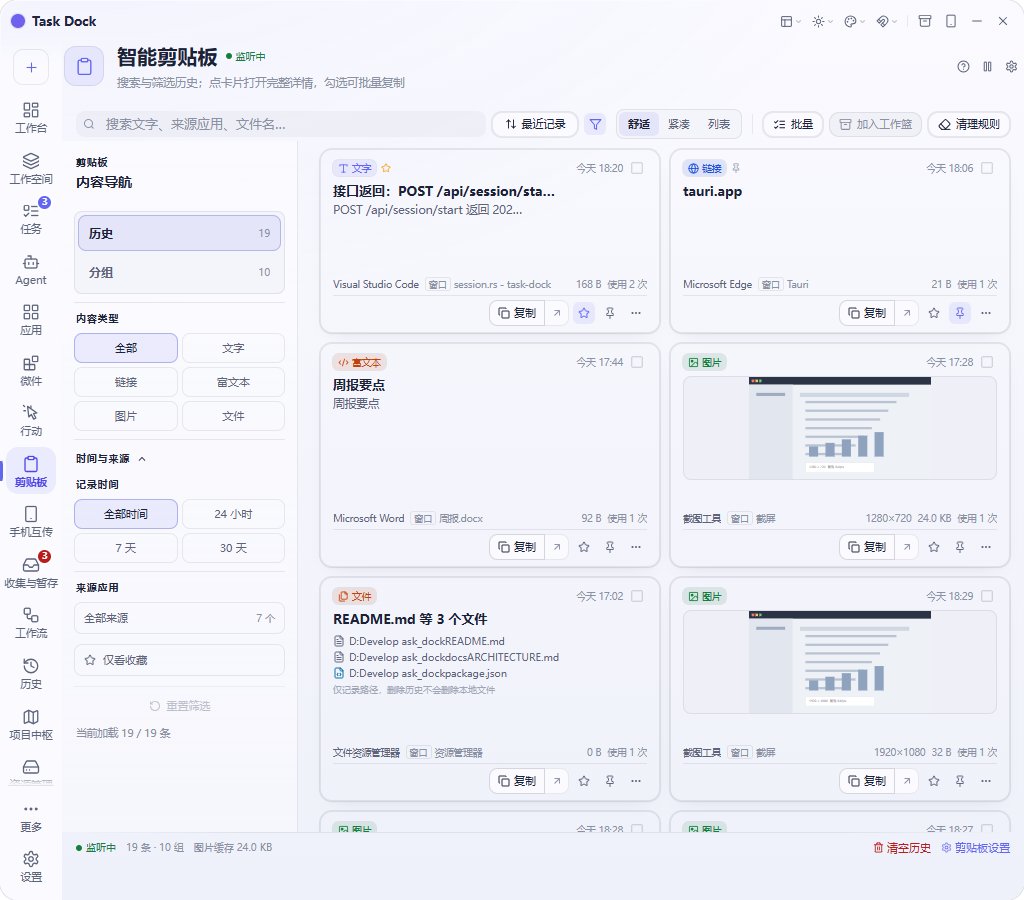 Task Dock
智能剪贴板
监听中
搜索与筛选历史；点卡片打开完整详情，勾选可批量复制
搜索文字、来源应用、文件名...
最近记录
舒适
紧凑
列表
批量
加入工作篮
清理规则
工作台
工作空间
3
任务
Agent
应用
微件
行动
剪贴板
手机互传
3
收集与暂存
工作流
历史
项目中枢
更多
设置
剪贴板
内容导航
历史 19
分组 10
内容类型
全部
文字
链接
富文本
图片
文件
时间与来源
记录时间
全部时间
24 小时
7 天
30 天
来源应用
全部来源 7 个
仅看收藏
重置筛选
当前加载 19 / 19 条
文字 今天 18:20
接口返回：POST /api/session/sta...
POST /api/session/start 返回 202...
Visual Studio Code 窗口 session.rs - task-dock 168 B 使用 2 次
复制
链接 今天 18:06
tauri.app
Microsoft Edge 窗口 Tauri 21 B 使用 1 次
复制
富文本 今天 17:44
周报要点
周报要点
Microsoft Word 窗口 周报.docx 92 B 使用 1 次
复制
图片 今天 17:28
截图工具 窗口 截屏 1280×720 24.0 KB 使用 1 次
复制
文件 今天 17:02
README.md 等 3 个文件
D:Develop ask_dockREADME.md
D:Develop ask_dockdocsARCHITECTURE.md
D:Develop ask_dockpackage.json
仅记录路径，删除历史不会删除本地文件
文件资源管理器 窗口 资源管理器 0 B 使用 1 次
复制
图片 今天 18:29
截图工具 窗口 截屏 1920×1080 32 B 使用 1 次
复制
图片 今天 18:28
图片 今天 18:27
监听中 19 条 · 10 组 图片缓存 24.0 KB
清空历史
剪贴板设置